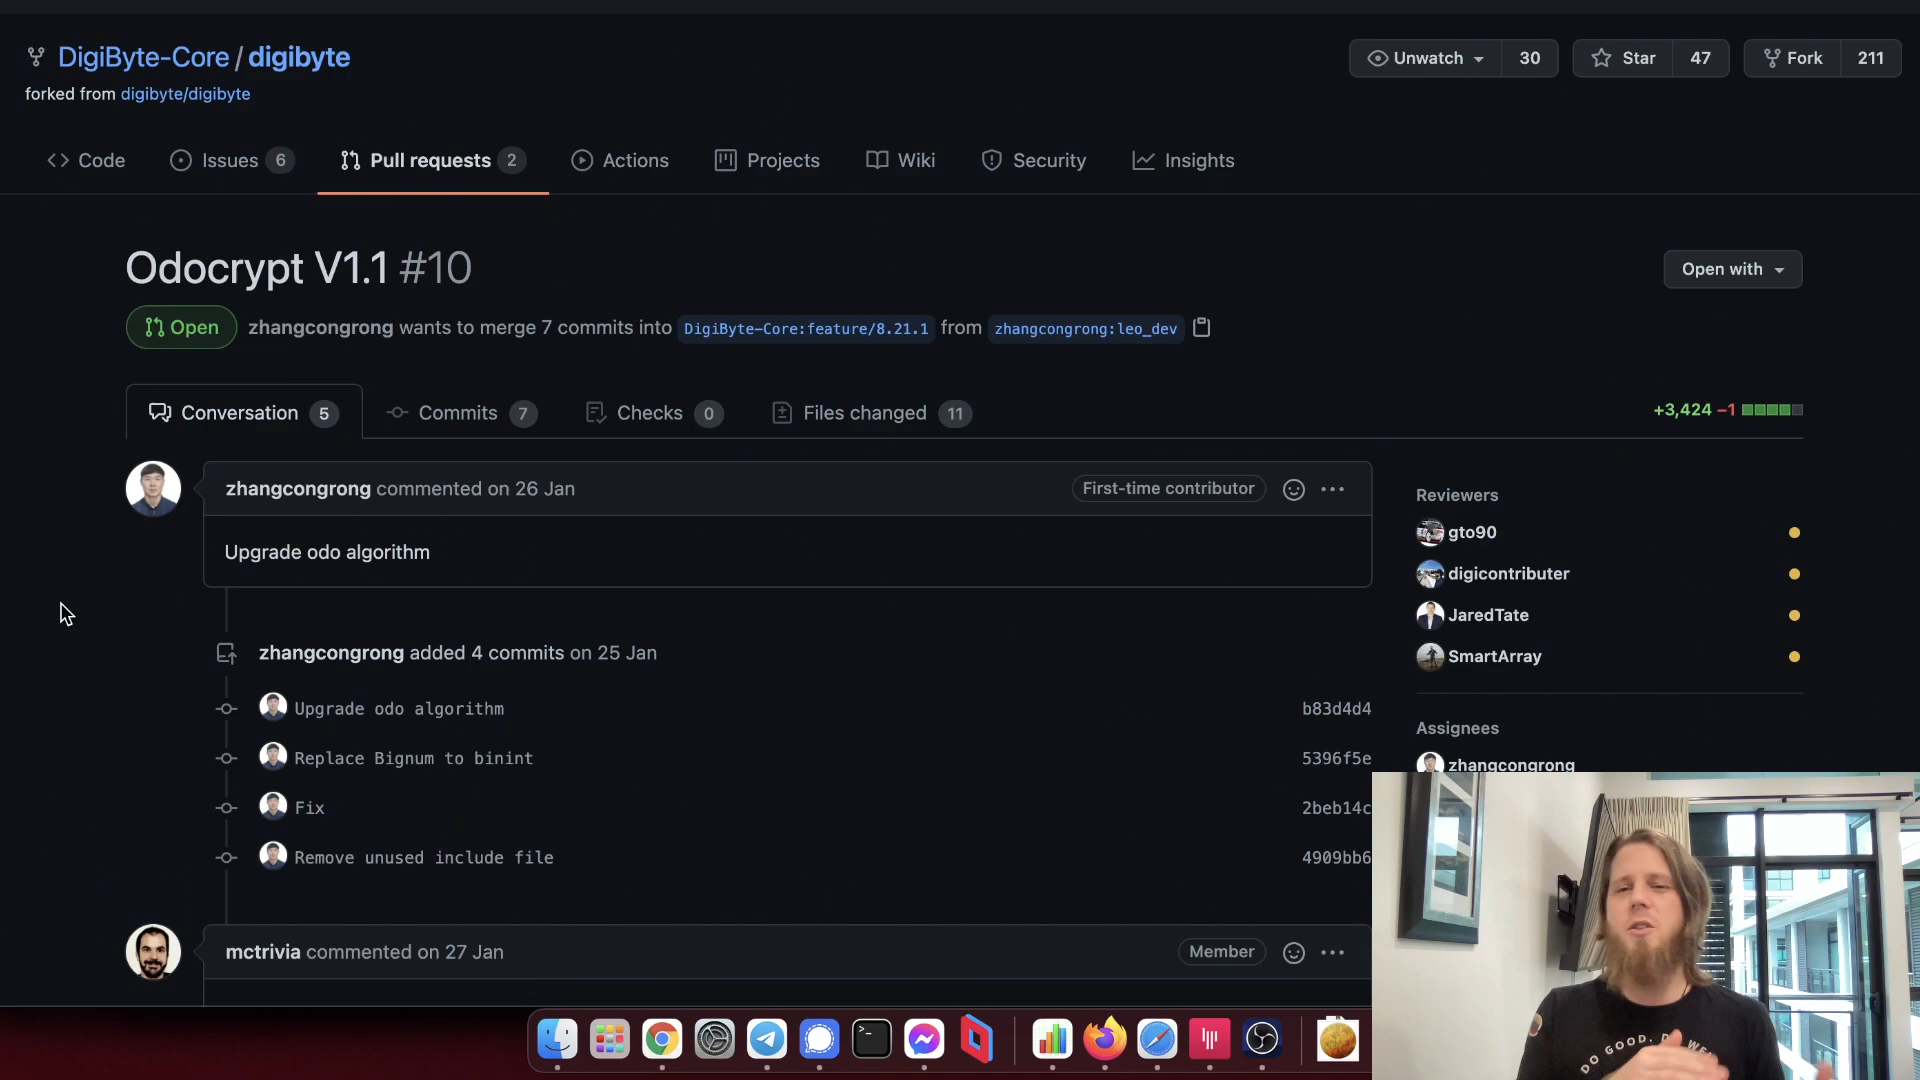 DigiByte-Core / digibyte
Unwatch 30
Star 47
Fork 211
forked from digibyte/digibyte
Code
Issues 6
Pull requests 2
Actions
Projects
Wiki
Security
Insights
Odocrypt V1.1 #10
Open with
Open
zhangcongrong wants to merge 7 commits into DigiByte-Core:feature/8.21.1 from zhangcongrong:leo_dev
Conversation 5
Commits 7
Checks 0
Files changed 11
+3,424 −1
zhangcongrong commented on 26 Jan
First-time contributor
Upgrade odo algorithm
Reviewers
gto90
digicontributer
JaredTate
SmartArray
Assignees
zhangcongrong
zhangcongrong added 4 commits on 25 Jan
Upgrade odo algorithm b83d4d4
Replace Bignum to binint 5396f5e
Fix 2beb14c
Remove unused include file 4909bb6
mctrivia commented on 27 Jan
Member
DO GOOD.